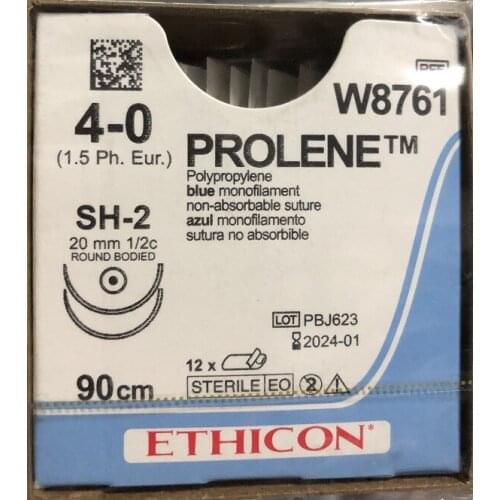 REF
W8761
4-0
(1.5 Ph. Eur.)
PROLENE™
Polypropylene
blue monofilament
non-absorbable suture
azul monofilamento
sutura no absorbible
SH-2
20 mm 1/2c
ROUND BODIED
LOT PBJ623
2024-01
12 x
STERILE EO 2
90cm
ETHICON*